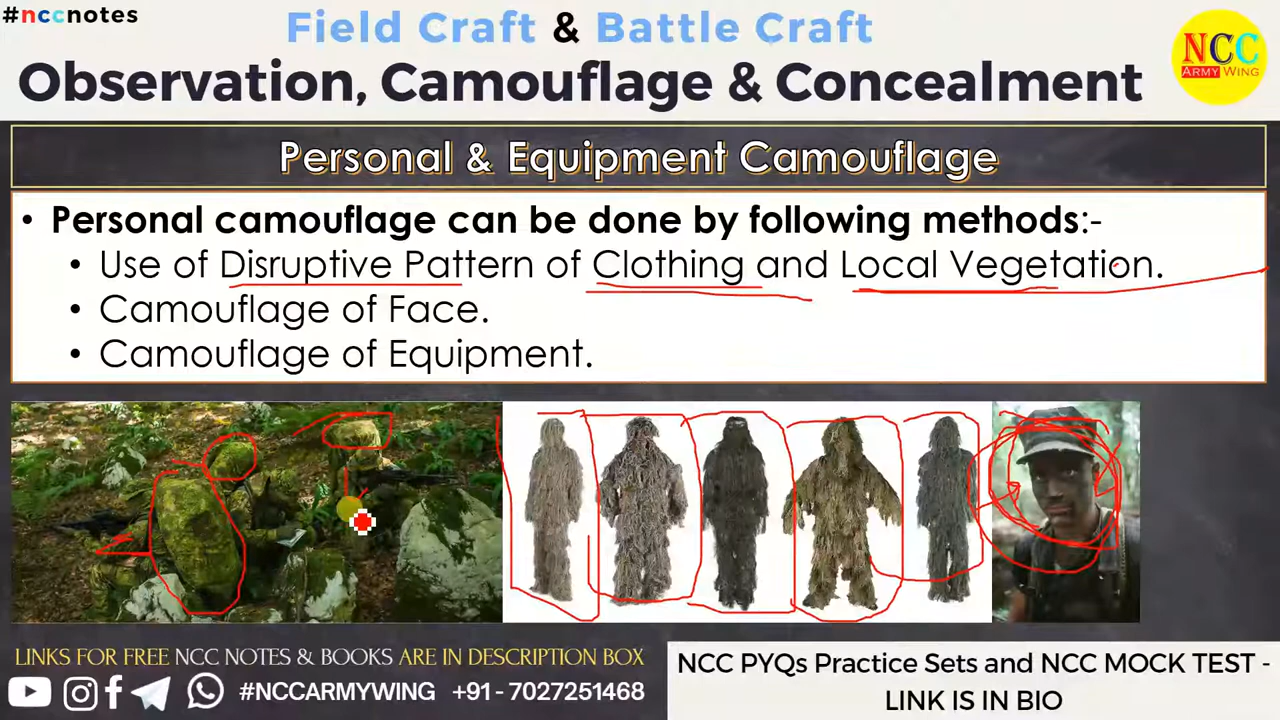 #nccnotes
Field Craft & Battle Craft
Observation, Camouflage & Concealment
NCC
ARMY WING
Personal & Equipment Camouflage
• Personal camouflage can be done by following methods:-
• Use of Disruptive Pattern of Clothing and Local Vegetation.
• Camouflage of Face.
• Camouflage of Equipment.
LINKS FOR FREE NCC NOTES & BOOKS ARE IN DESCRIPTION BOX
#NCCARMYWING +91 - 7027251468
NCC PYQs Practice Sets and NCC MOCK TEST -
LINK IS IN BIO